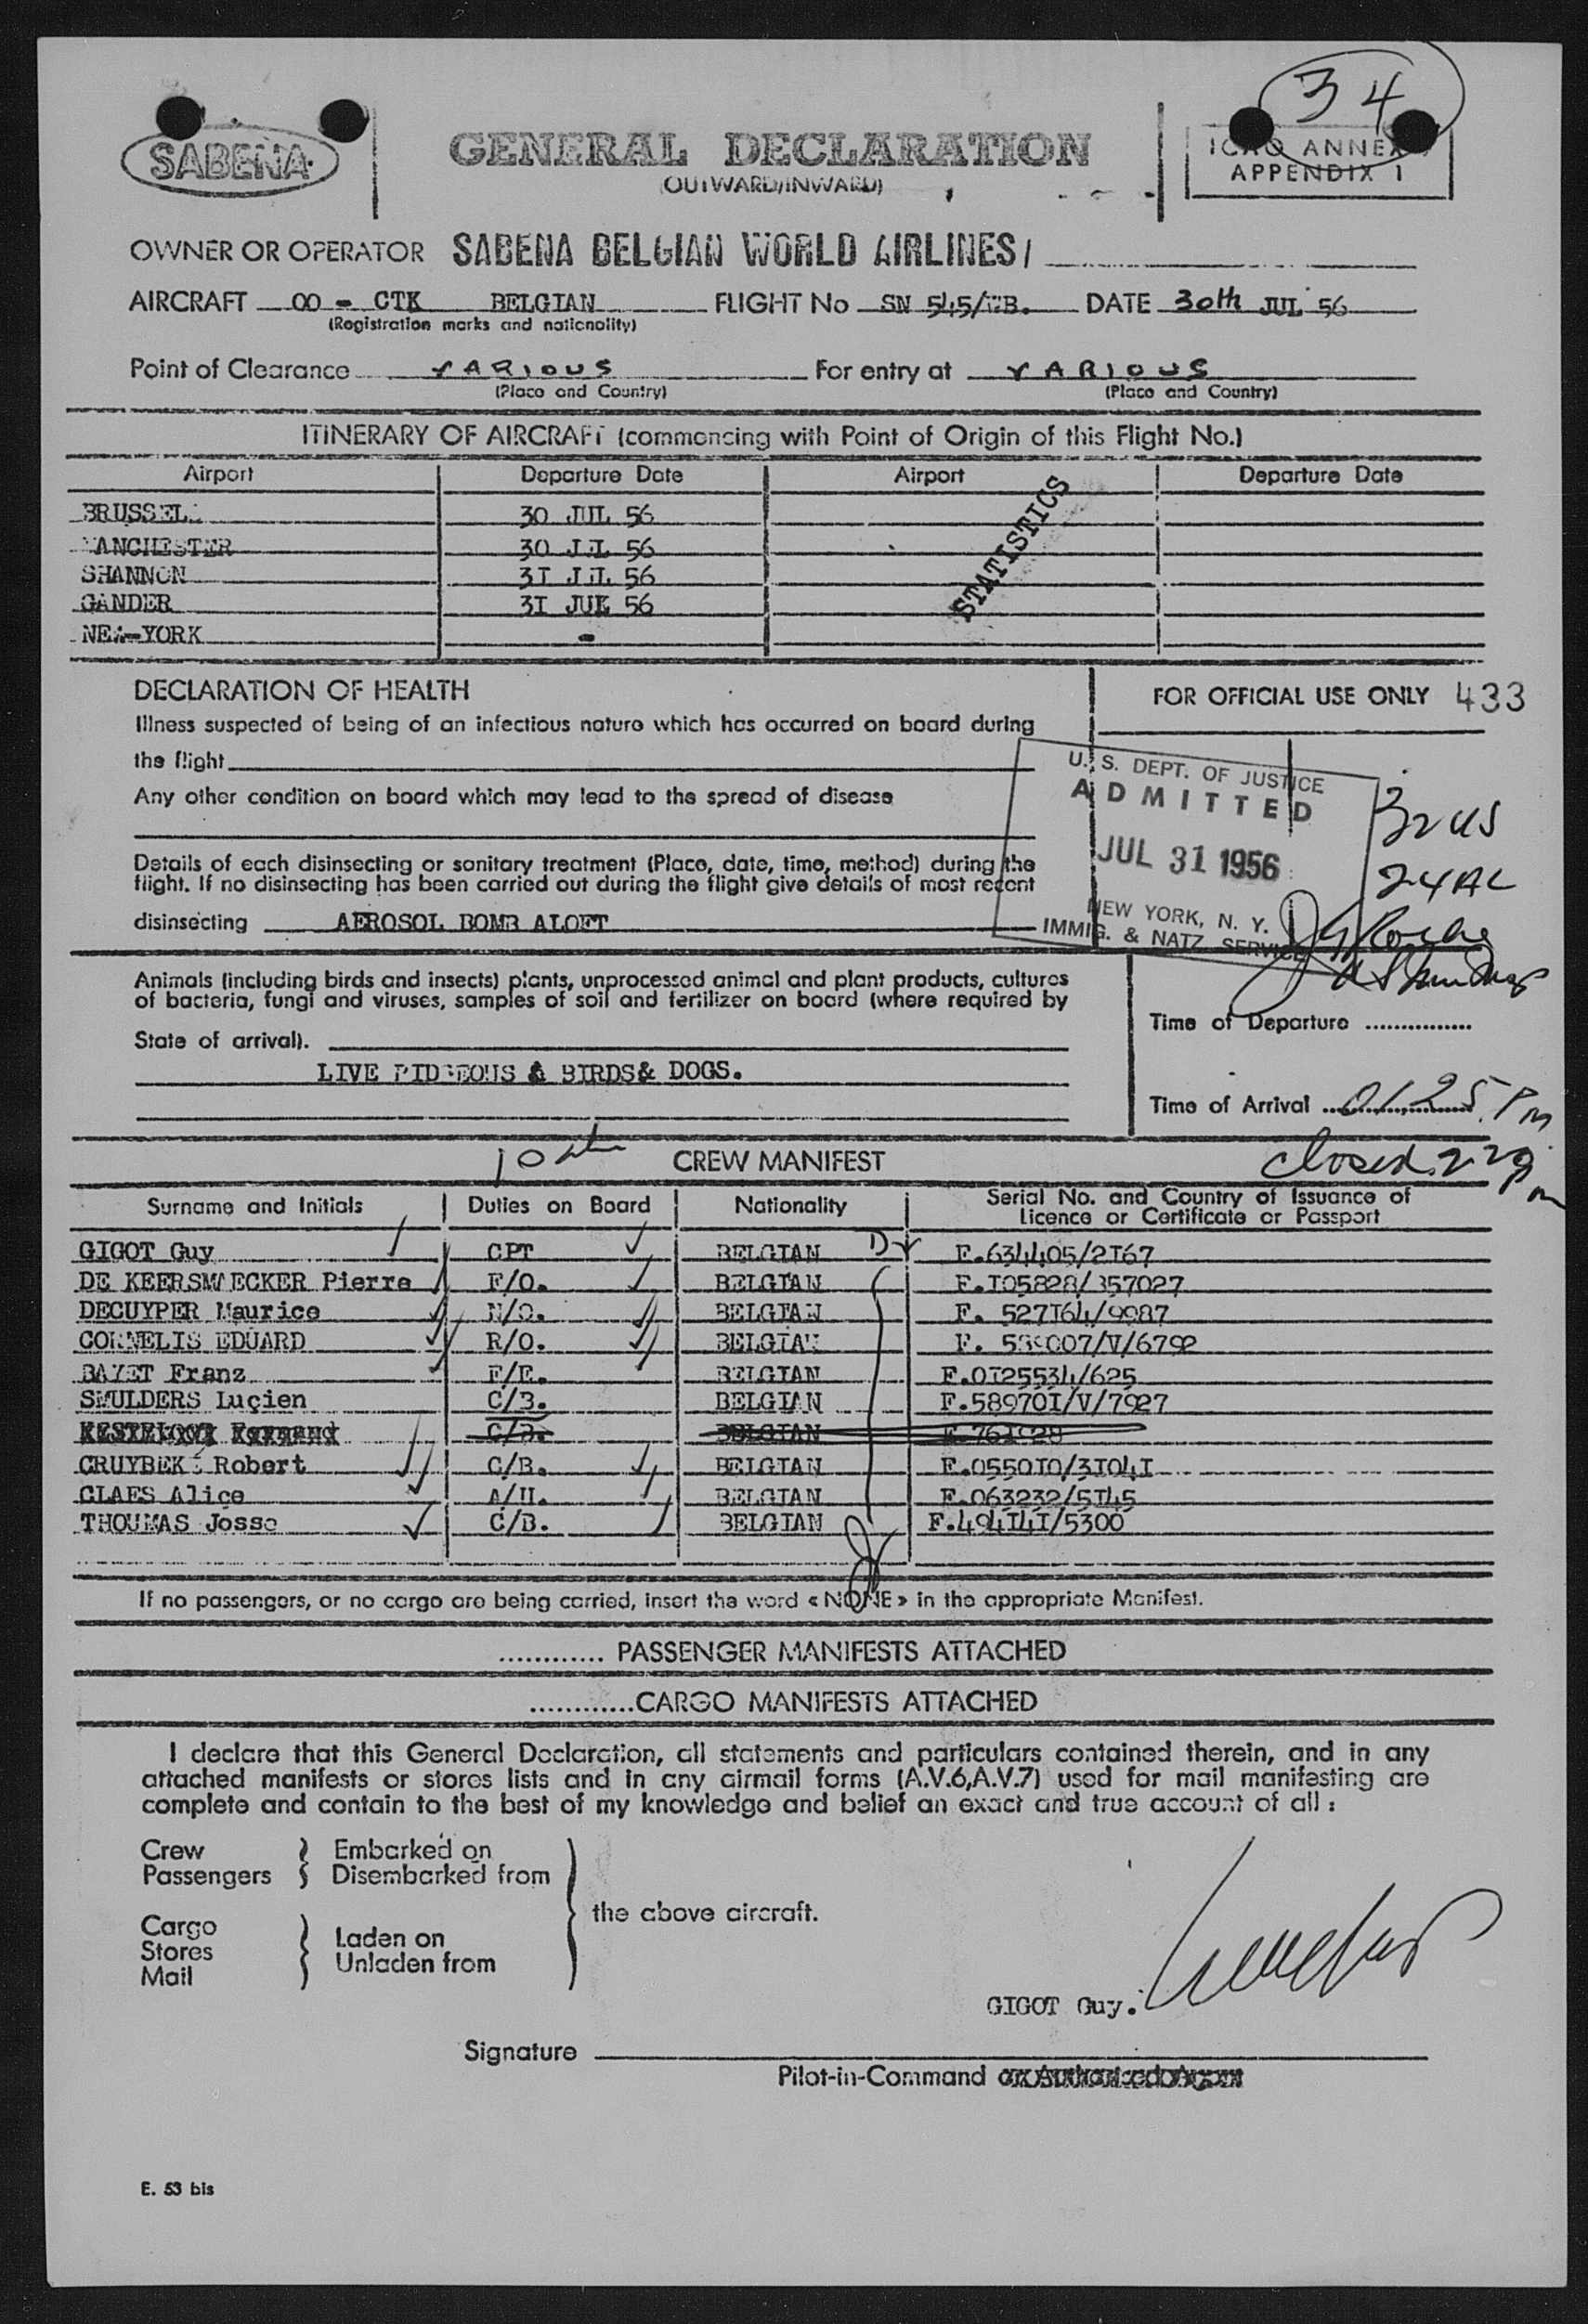 34
SABENA
GENERAL DECLARATION
(OUTWARD/INWARD)
ICAO ANNEX
APPENDIX 1
OWNER OR OPERATOR SABENA BELGIAN WORLD AIRLINES/
AIRCRAFT OO - CTK BELGIAN FLIGHT No SN 545/ DATE 30th JUL 56
(Registration marks and nationality)
Point of Clearance VARIOUS For entry at VARIOUS
(Place and Country) (Place and Country)
ITINERARY OF AIRCRAFT (commencing with Point of Origin of this Flight No.)
Airport Departure Date Airport Departure Date
BRUSSEL 30 JUL 56
MANCHESTER 30 JUL 56
SHANNON 3I JUL 56
GANDER 3I JUL 56
NEW-YORK -
STATISTICS
DECLARATION OF HEALTH
Illness suspected of being of an infectious nature which has occurred on board during
the flight
Any other condition on board which may lead to the spread of disease
Details of each disinsecting or sanitary treatment (Place, date, time, method) during the
flight. If no disinsecting has been carried out during the flight give details of most recent
disinsecting AEROSOL BOMB ALOFT
FOR OFFICIAL USE ONLY 433
U. S. DEPT. OF JUSTICE
ADMITTED
JUL 31 1956
NEW YORK, N. Y.
IMMIG. & NATZ. SERVICE
32 US
24 AL
Animals (including birds and insects) plants, unprocessed animal and plant products, cultures
of bacteria, fungi and viruses, samples of soil and fertilizer on board (where required by
State of arrival).
LIVE PIDGEONS & BIRDS& DOGS.
Time of Departure ...............
Time of Arrival 01,25 Pm
closed 2 29 pm
CREW MANIFEST
Surname and Initials Duties on Board Nationality Serial No. and Country of Issuance of
Licence or Certificate or Passport
GIGOT Guy CPT BELGIAN F.634405/2I67
DE KEERSMAECKER Pierre F/O. BELGIAN F.I05828/357027
DECUYPER Maurice N/O. BELGIAN F. 527I64/9987
CORNELIS EDUARD R/O. BELGIAN F. /V/6792
BAYET Franz F/E. BELGIAN F.0I25534/625
SMULDERS Lucien C/B. BELGIAN F.58970I/V/7927
C/B. BELGIAN
CRUYBEKE Robert C/B. BELGIAN F.0550I0/3I04I
CLAES Alice A/H. BELGIAN F.063232/5I45
THOUMAS Josse C/B. BELGIAN F.494I4I/5300
If no passengers, or no cargo are being carried, insert the word « NONE » in the appropriate Manifest.
............ PASSENGER MANIFESTS ATTACHED
............CARGO MANIFESTS ATTACHED
I declare that this General Declaration, all statements and particulars contained therein, and in any
attached manifests or stores lists and in any airmail forms (A.V.6,A.V.7) used for mail manifesting are
complete and contain to the best of my knowledge and belief an exact and true account of all :
Crew
Passengers
Embarked on
Disembarked from
Cargo
Stores
Mail
Laden on
Unladen from
the above aircraft.
GIGOT Guy.
Signature
Pilot-in-Command or Authorized Agent
E. 53 bis